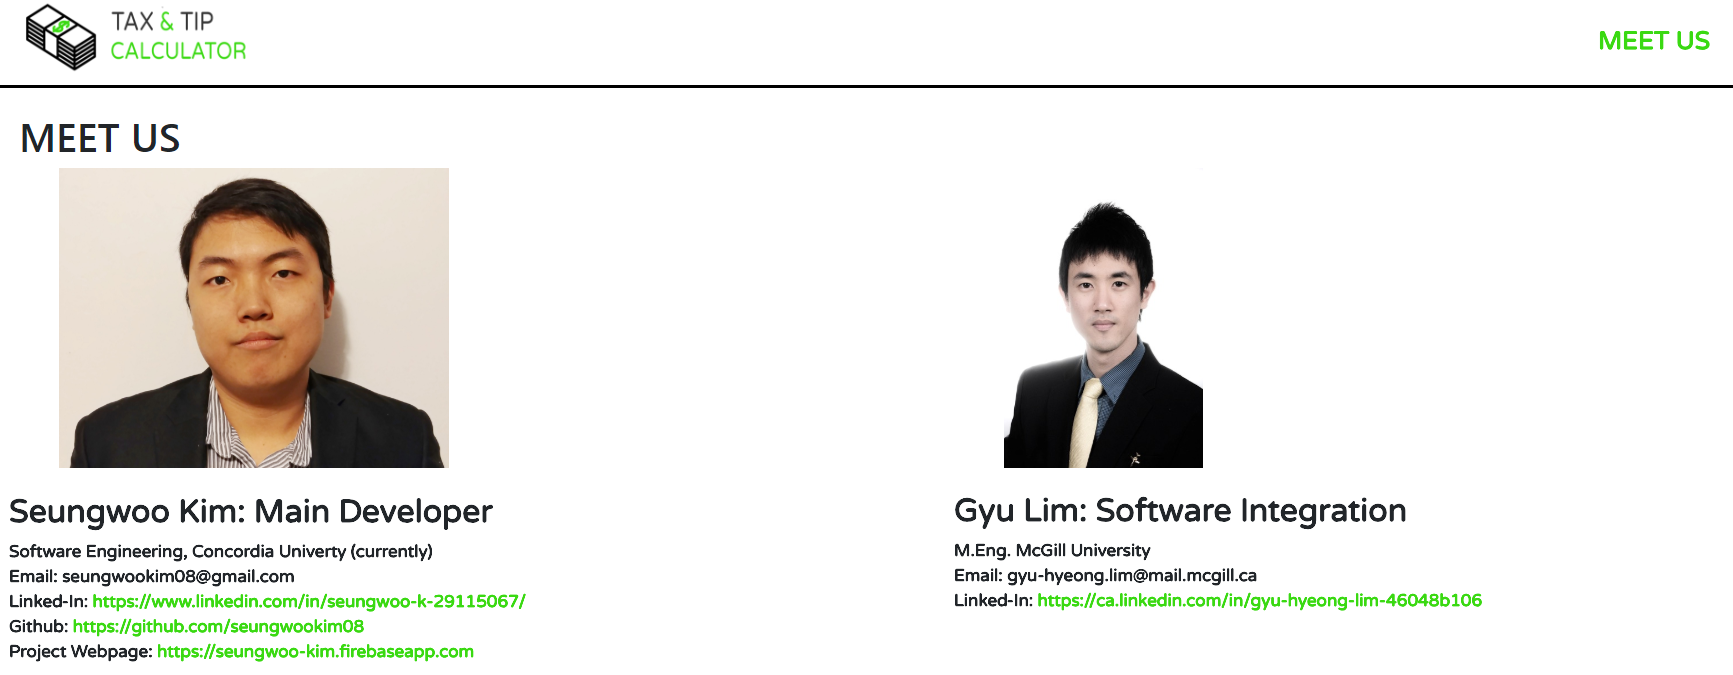 TAX & TIP
CALCULATOR
MEET US
MEET US
Seungwoo Kim: Main Developer
Software Engineering, Concordia Univerty (currently)
Email: seungwookim08@gmail.com
Linked-In: https://www.linkedin.com/in/seungwoo-k-29115067/
Github: https://github.com/seungwookim08
Project Webpage: https://seungwoo-kim.firebaseapp.com
Gyu Lim: Software Integration
M.Eng. McGill University
Email: gyu-hyeong.lim@mail.mcgill.ca
Linked-In: https://ca.linkedin.com/in/gyu-hyeong-lim-46048b106